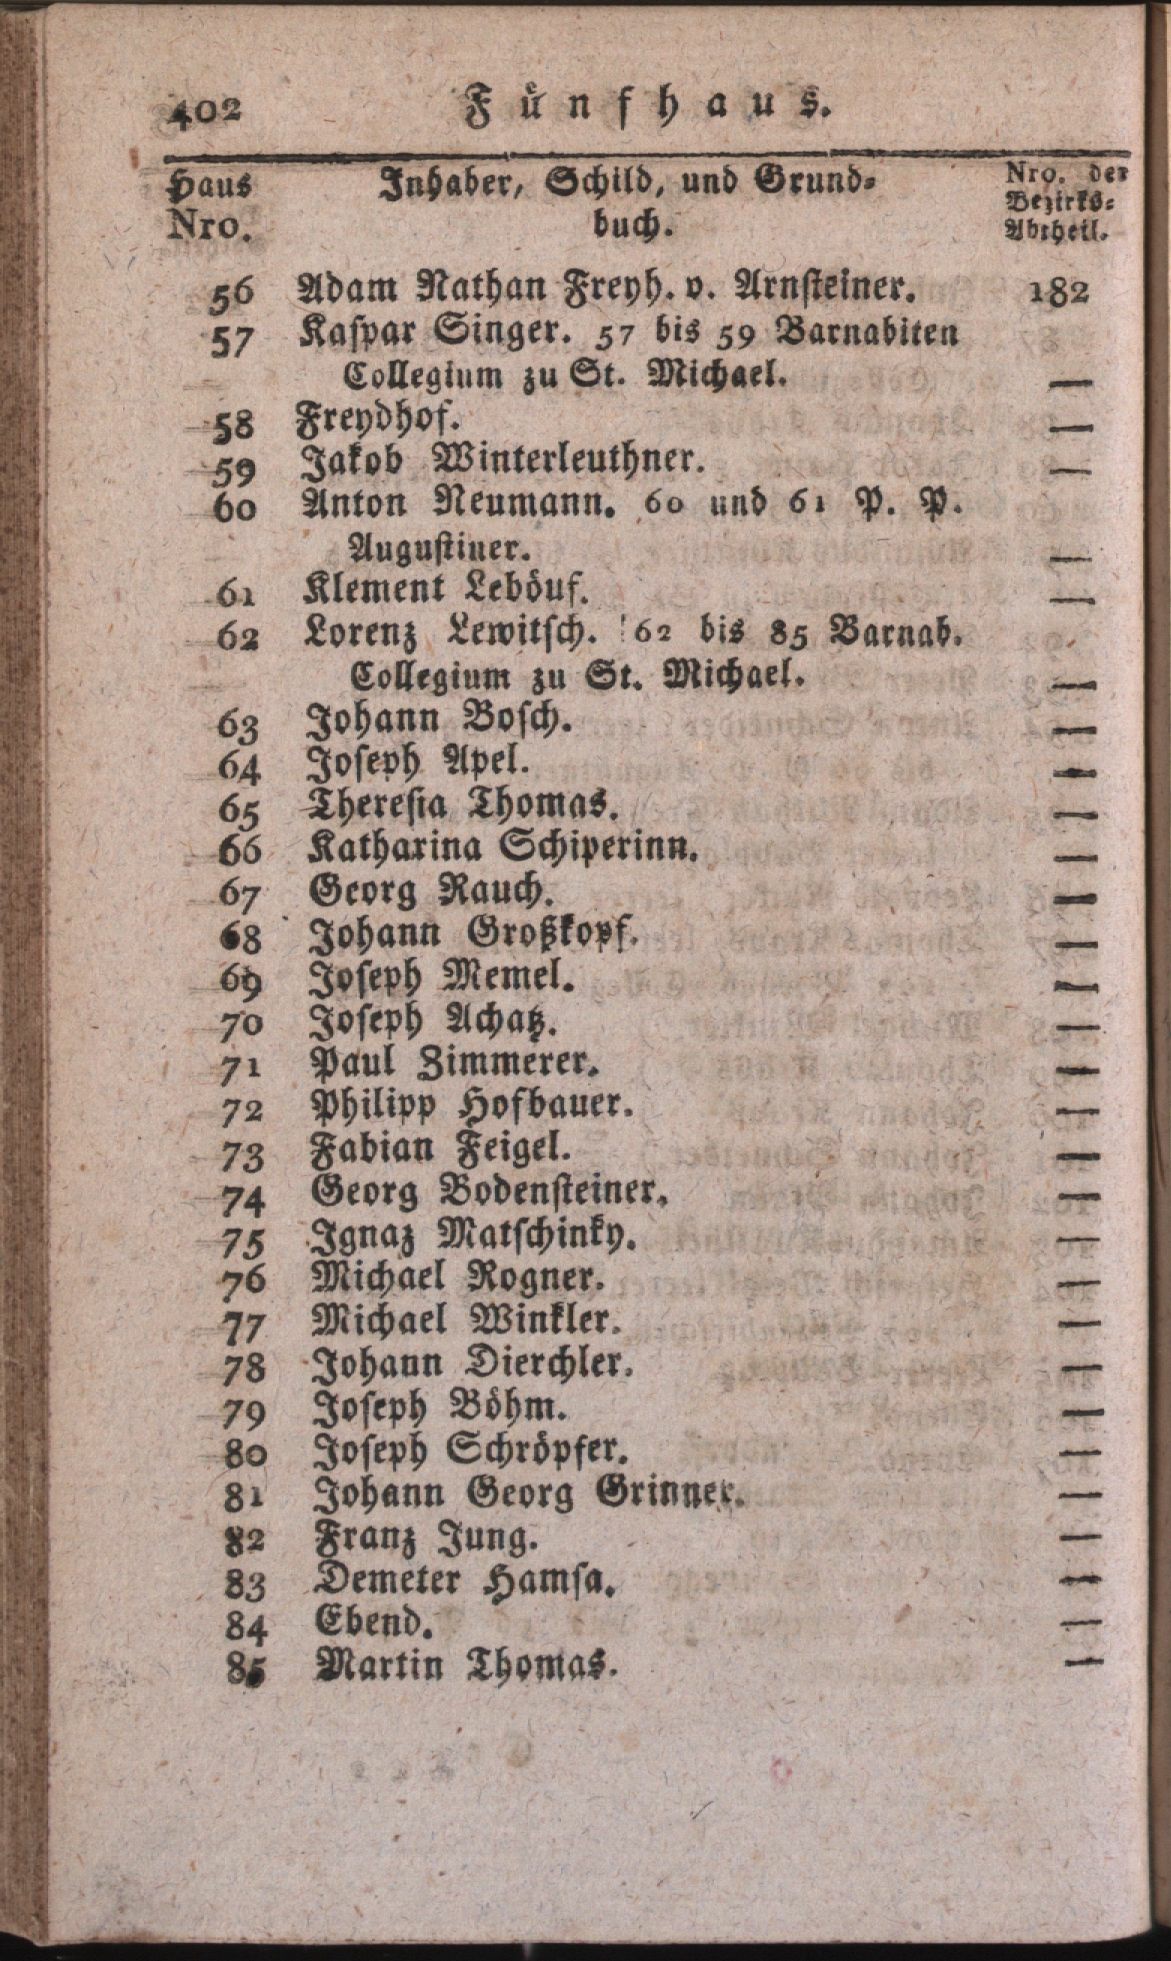 402 Fünfhaus.
Haus Inhaber, Schild, und Grund= Nro. der
Bezirks=
Nro. buch. Abtheil.
56 Adam Nathan Freyh. v. Arnsteiner. 182
57 Kaspar Singer. 57 bis 59 Barnabiten
Collegium zu St. Michael. —
58 Freydhof. —
59 Jakob Winterleuthner. —
60 Anton Neumann. 60 und 61 P. P.
Augustiner. —
61 Klement Leböuf. —
62 Lorenz Lewitsch. 62 bis 85 Barnab.
Collegium zu St. Michael. —
63 Johann Bosch. —
64 Joseph Apel. —
65 Theresia Thomas. —
66 Katharina Schiperinn. —
67 Georg Rauch. —
68 Johann Großkopf. —
69 Joseph Memel. —
70 Joseph Achatz. —
71 Paul Zimmerer. —
72 Philipp Hofbauer. —
73 Fabian Feigel. —
74 Georg Bodensteiner. —
75 Ignaz Matschinky. —
76 Michael Rogner. —
77 Michael Winkler. —
78 Johann Dierchler. —
79 Joseph Böhm. —
80 Joseph Schröpfer. —
81 Johann Georg Grinner. —
82 Franz Jung. —
83 Demeter Hamsa. —
84 Ebend. —
85 Martin Thomas. —